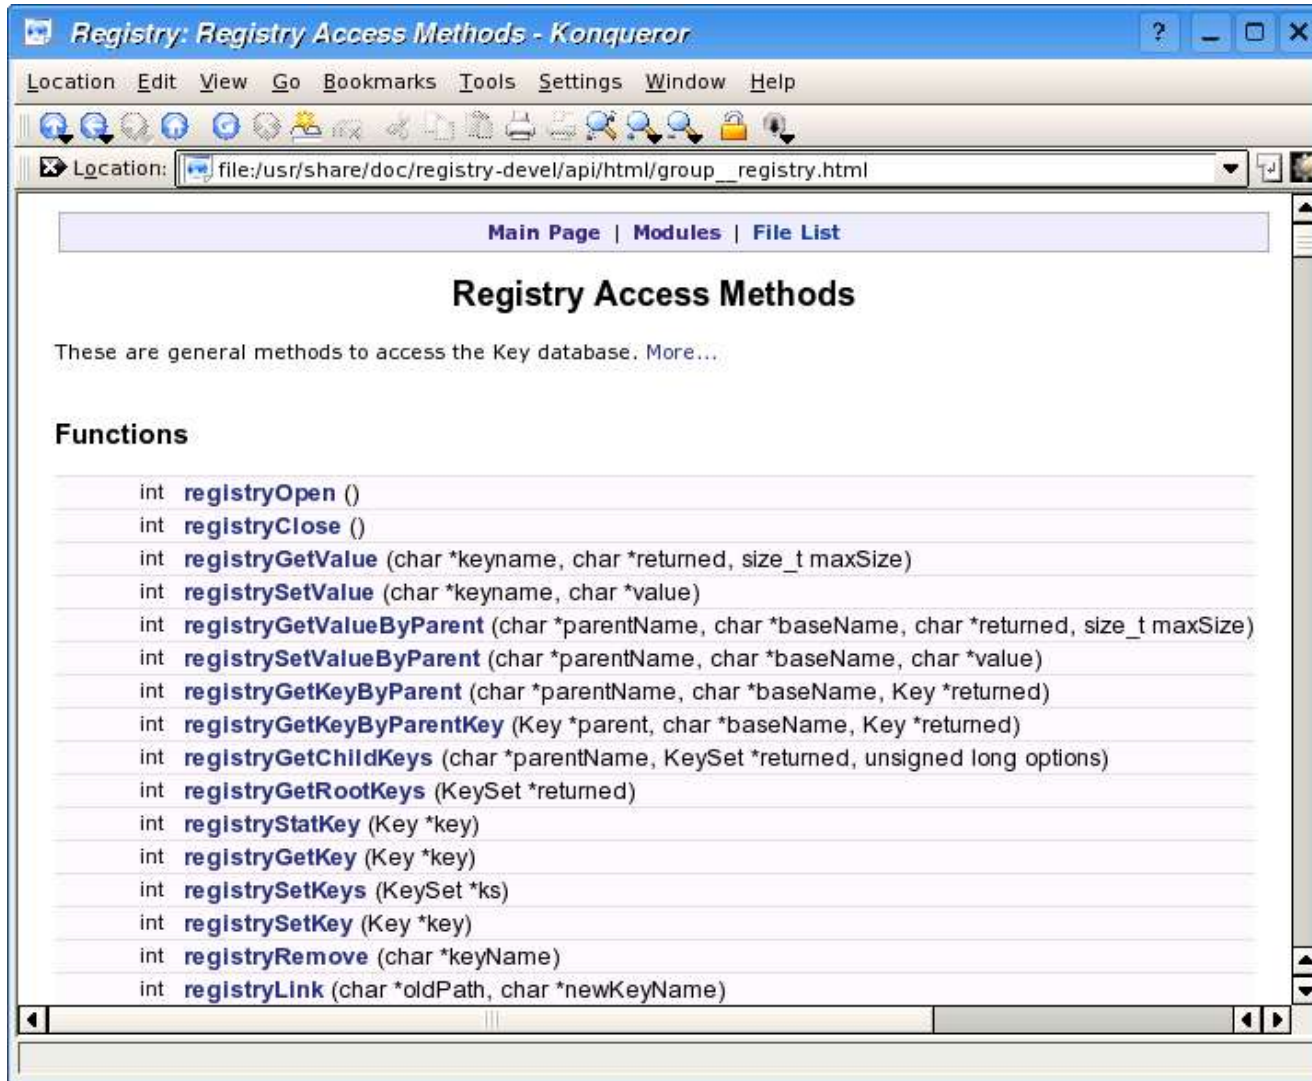 Registry: Registry Access Methods - Konqueror
?
Location Edit View Go Bookmarks Tools Settings Window Help
Location: file:/usr/share/doc/registry-devel/api/html/group__registry.html
Main Page | Modules | File List
Registry Access Methods
These are general methods to access the Key database. More...
Functions
int registryOpen ()
int registryClose ()
int registryGetValue (char *keyname, char *returned, size_t maxSize)
int registrySetValue (char *keyname, char *value)
int registryGetValueByParent (char *parentName, char *baseName, char *returned, size_t maxSize)
int registrySetValueByParent (char *parentName, char *baseName, char *value)
int registryGetKeyByParent (char *parentName, char *baseName, Key *returned)
int registryGetKeyByParentKey (Key *parent, char *baseName, Key *returned)
int registryGetChildKeys (char *parentName, KeySet *returned, unsigned long options)
int registryGetRootKeys (KeySet *returned)
int registryStatKey (Key *key)
int registryGetKey (Key *key)
int registrySetKeys (KeySet *ks)
int registrySetKey (Key *key)
int registryRemove (char *keyName)
int registryLink (char *oldPath, char *newKeyName)